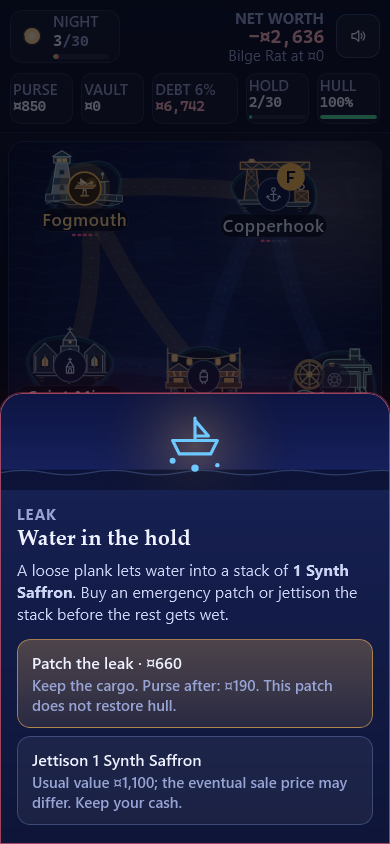 NIGHT
3/30
NET WORTH
−¤2,636
Bilge Rat at ¤0
PURSE
¤850
VAULT
¤0
DEBT 6%
¤6,742
HOLD
2/30
HULL
100%
Fogmouth
F
Copperhook
LEAK
Water in the hold
A loose plank lets water into a stack of 1 Synth
Saffron. Buy an emergency patch or jettison the
stack before the rest gets wet.
Patch the leak · ¤660
Keep the cargo. Purse after: ¤190. This patch
does not restore hull.
Jettison 1 Synth Saffron
Usual value ¤1,100; the eventual sale price may
differ. Keep your cash.